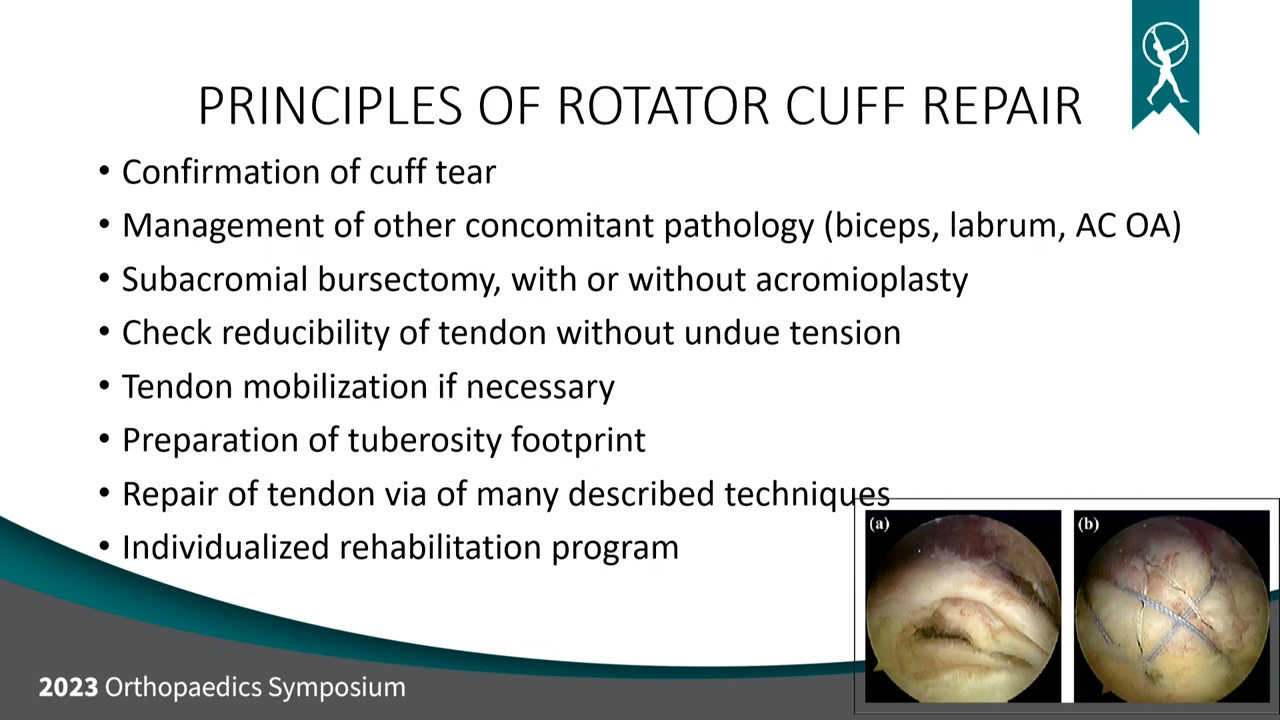 PRINCIPLES OF ROTATOR CUFF REPAIR
• Confirmation of cuff tear
• Management of other concomitant pathology (biceps, labrum, AC OA)
• Subacromial bursectomy, with or without acromioplasty
• Check reducibility of tendon without undue tension
• Tendon mobilization if necessary
• Preparation of tuberosity footprint
• Repair of tendon via of many described techniques
• Individualized rehabilitation program
(a) (b)
2023 Orthopaedics Symposium